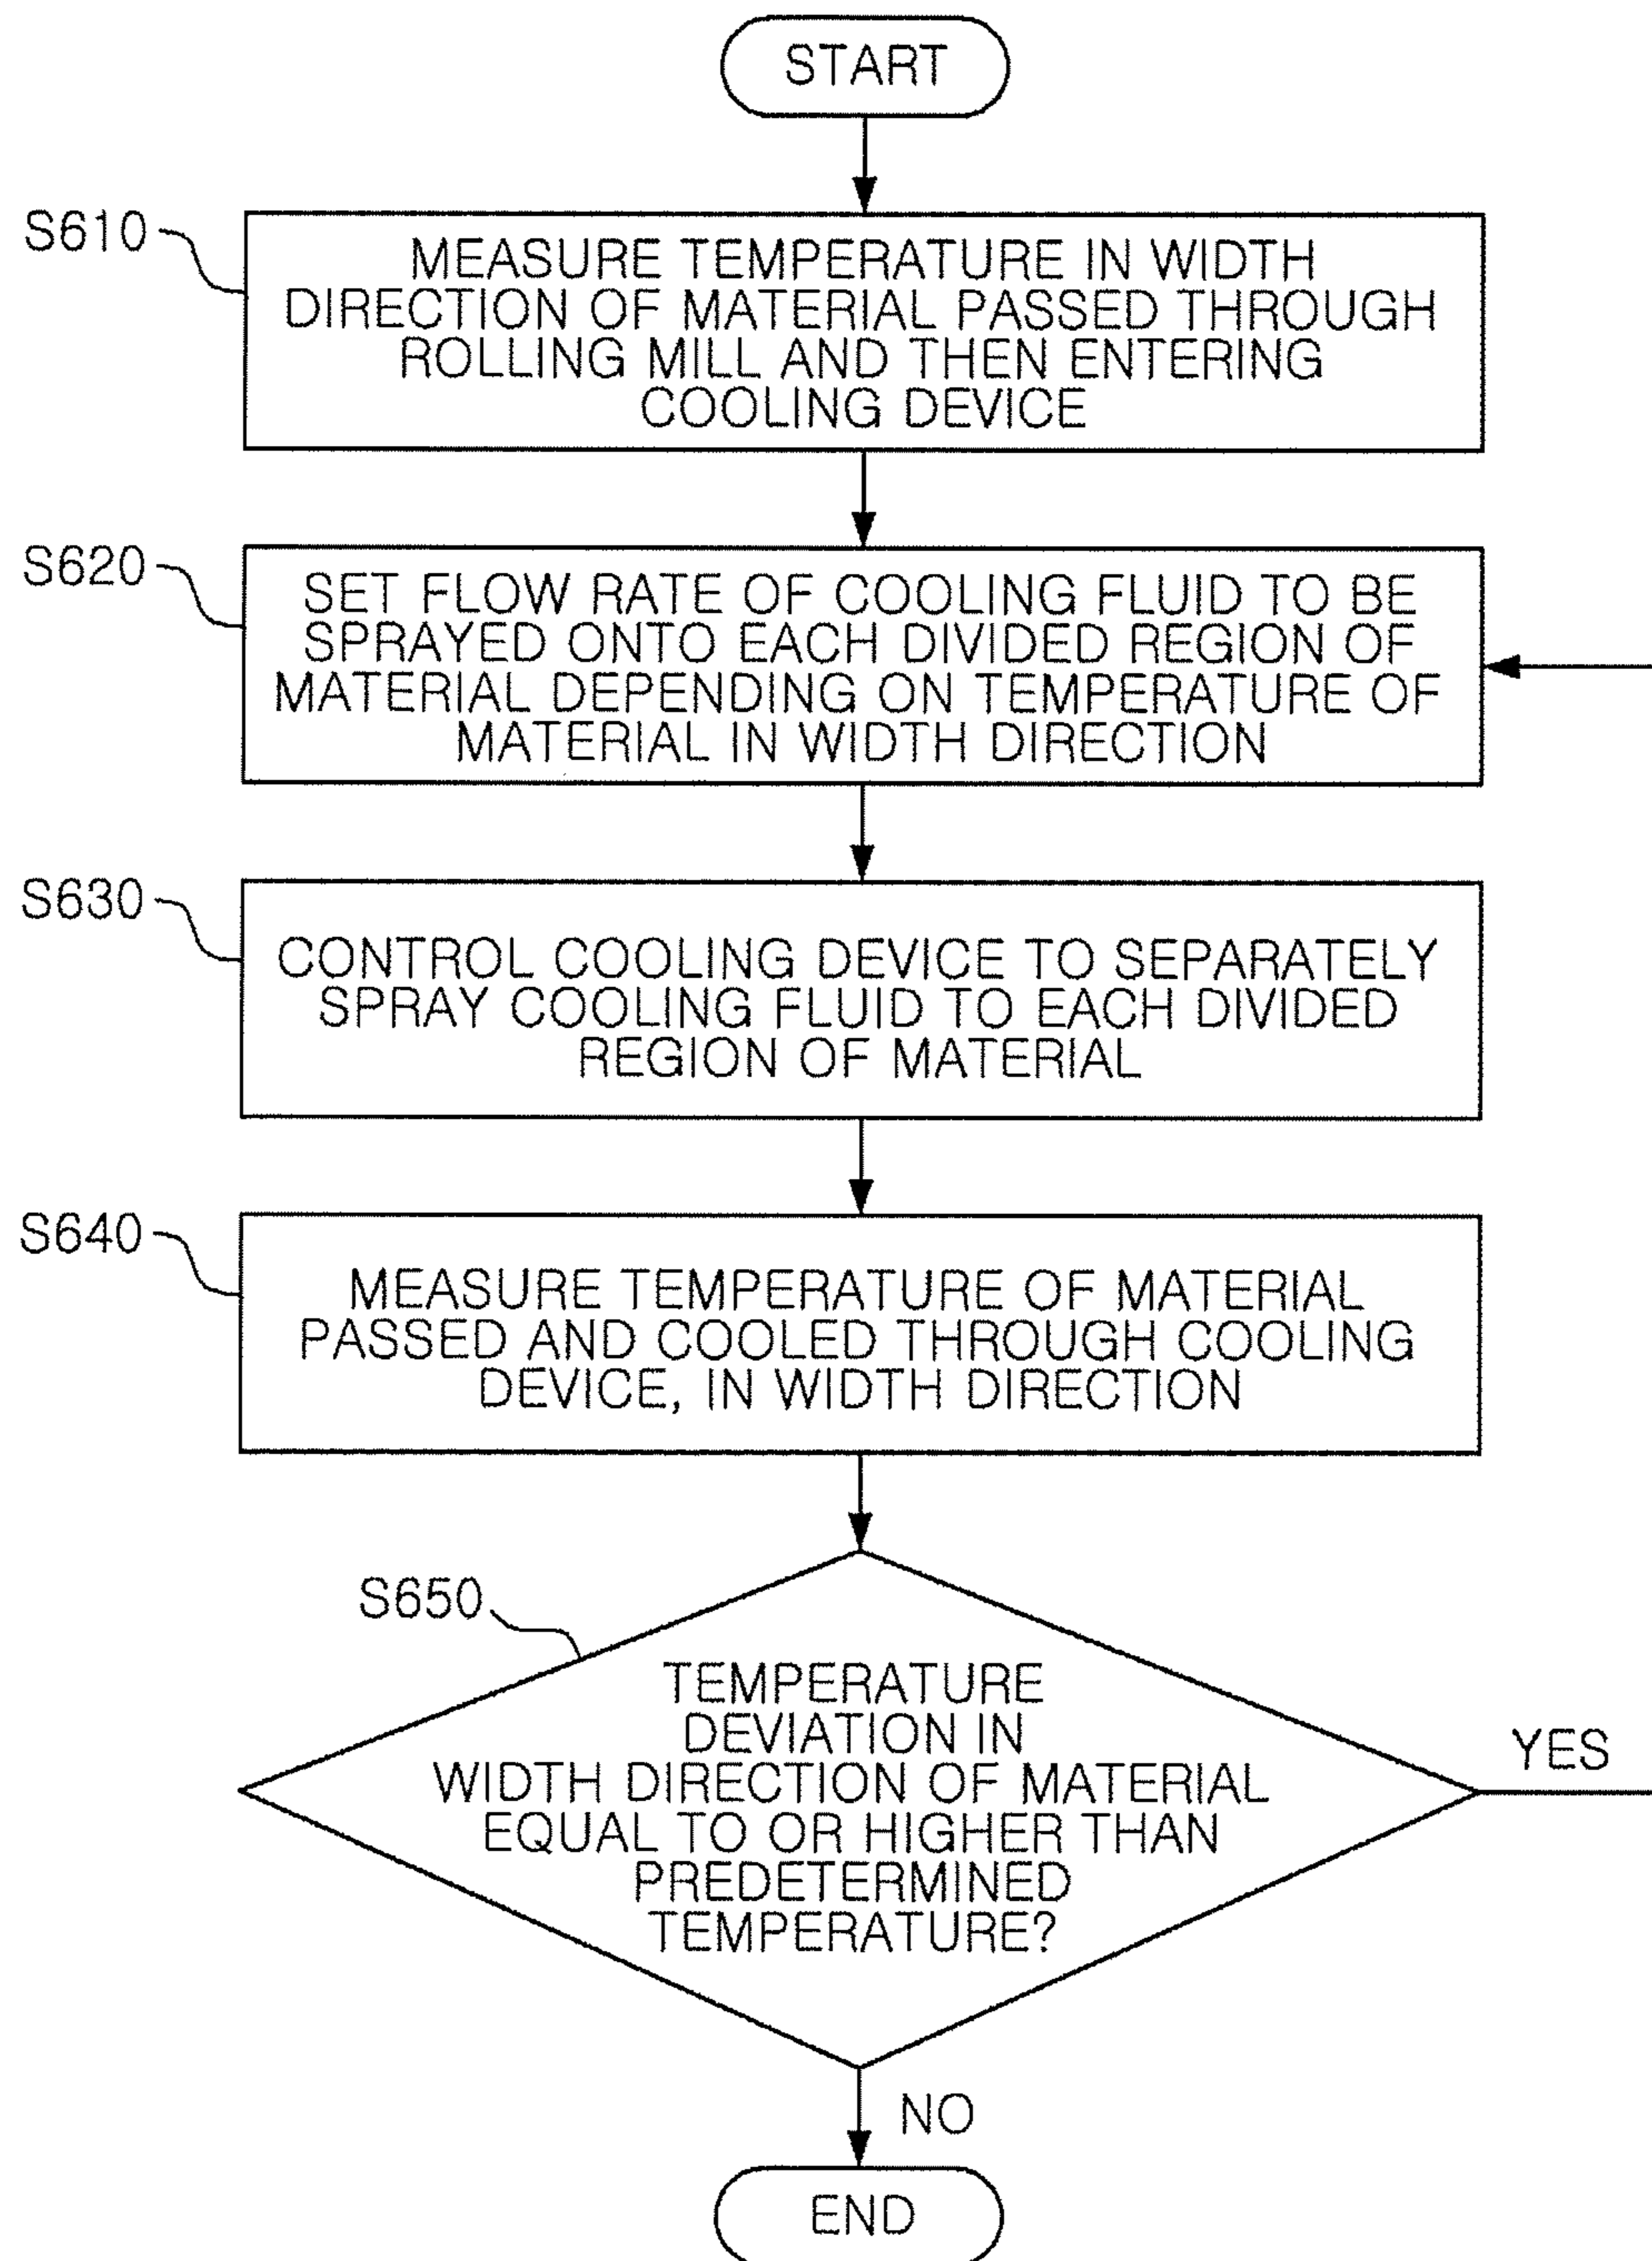 START
S610
MEASURE TEMPERATURE IN WIDTH
DIRECTION OF MATERIAL PASSED THROUGH
ROLLING MILL AND THEN ENTERING
COOLING DEVICE
S620
SET FLOW RATE OF COOLING FLUID TO BE
SPRAYED ONTO EACH DIVIDED REGION OF
MATERIAL DEPENDING ON TEMPERATURE OF
MATERIAL IN WIDTH DIRECTION
S630
CONTROL COOLING DEVICE TO SEPARATELY
SPRAY COOLING FLUID TO EACH DIVIDED
REGION OF MATERIAL
S640
MEASURE TEMPERATURE OF MATERIAL
PASSED AND COOLED THROUGH COOLING
DEVICE, IN WIDTH DIRECTION
S650
TEMPERATURE
DEVIATION IN
WIDTH DIRECTION OF MATERIAL
EQUAL TO OR HIGHER THAN
PREDETERMINED
TEMPERATURE?
YES
NO
END